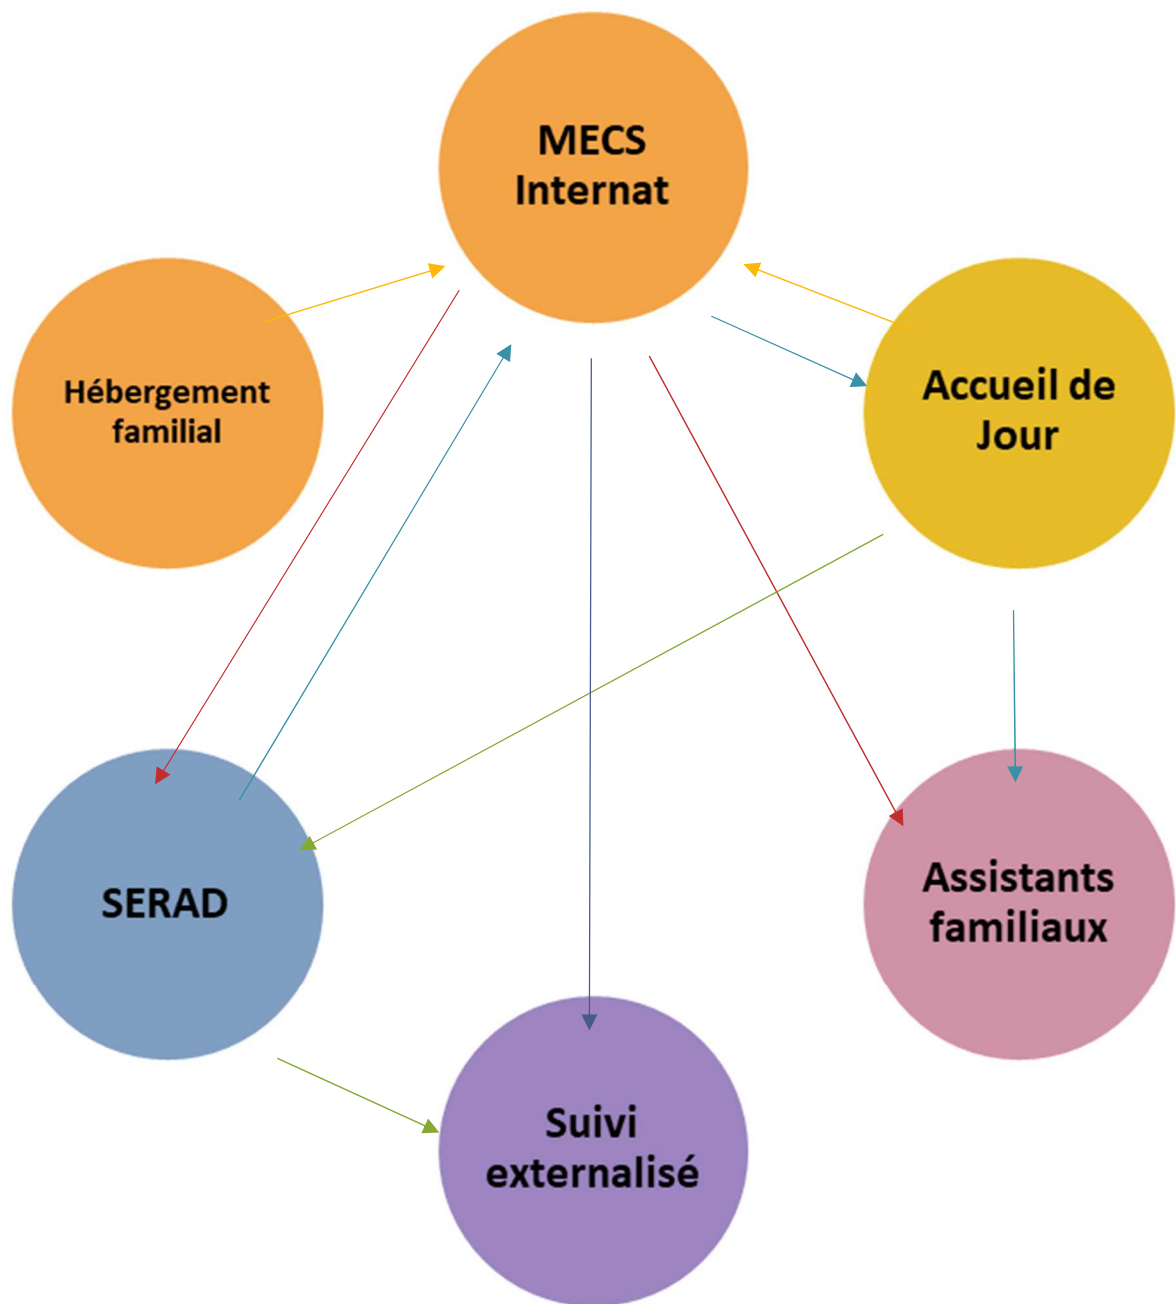 MECS
Internat
Hébergement
familial
Accueil de
Jour
SERAD
Assistants
familiaux
Suivi
externalisé